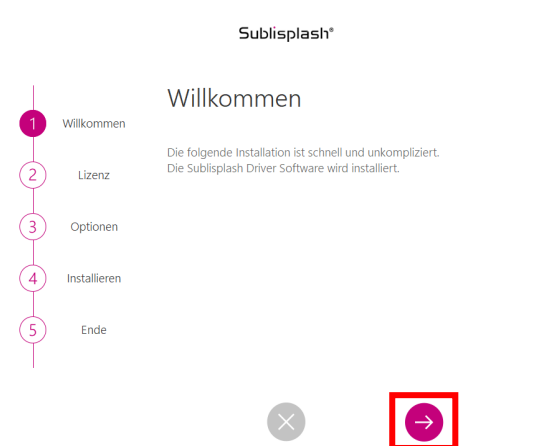 Sublisplash®
Willkommen
1 Willkommen
Die folgende Installation ist schnell und unkompliziert.
Die Sublisplash Driver Software wird installiert.
2 Lizenz
3 Optionen
4 Installieren
5 Ende